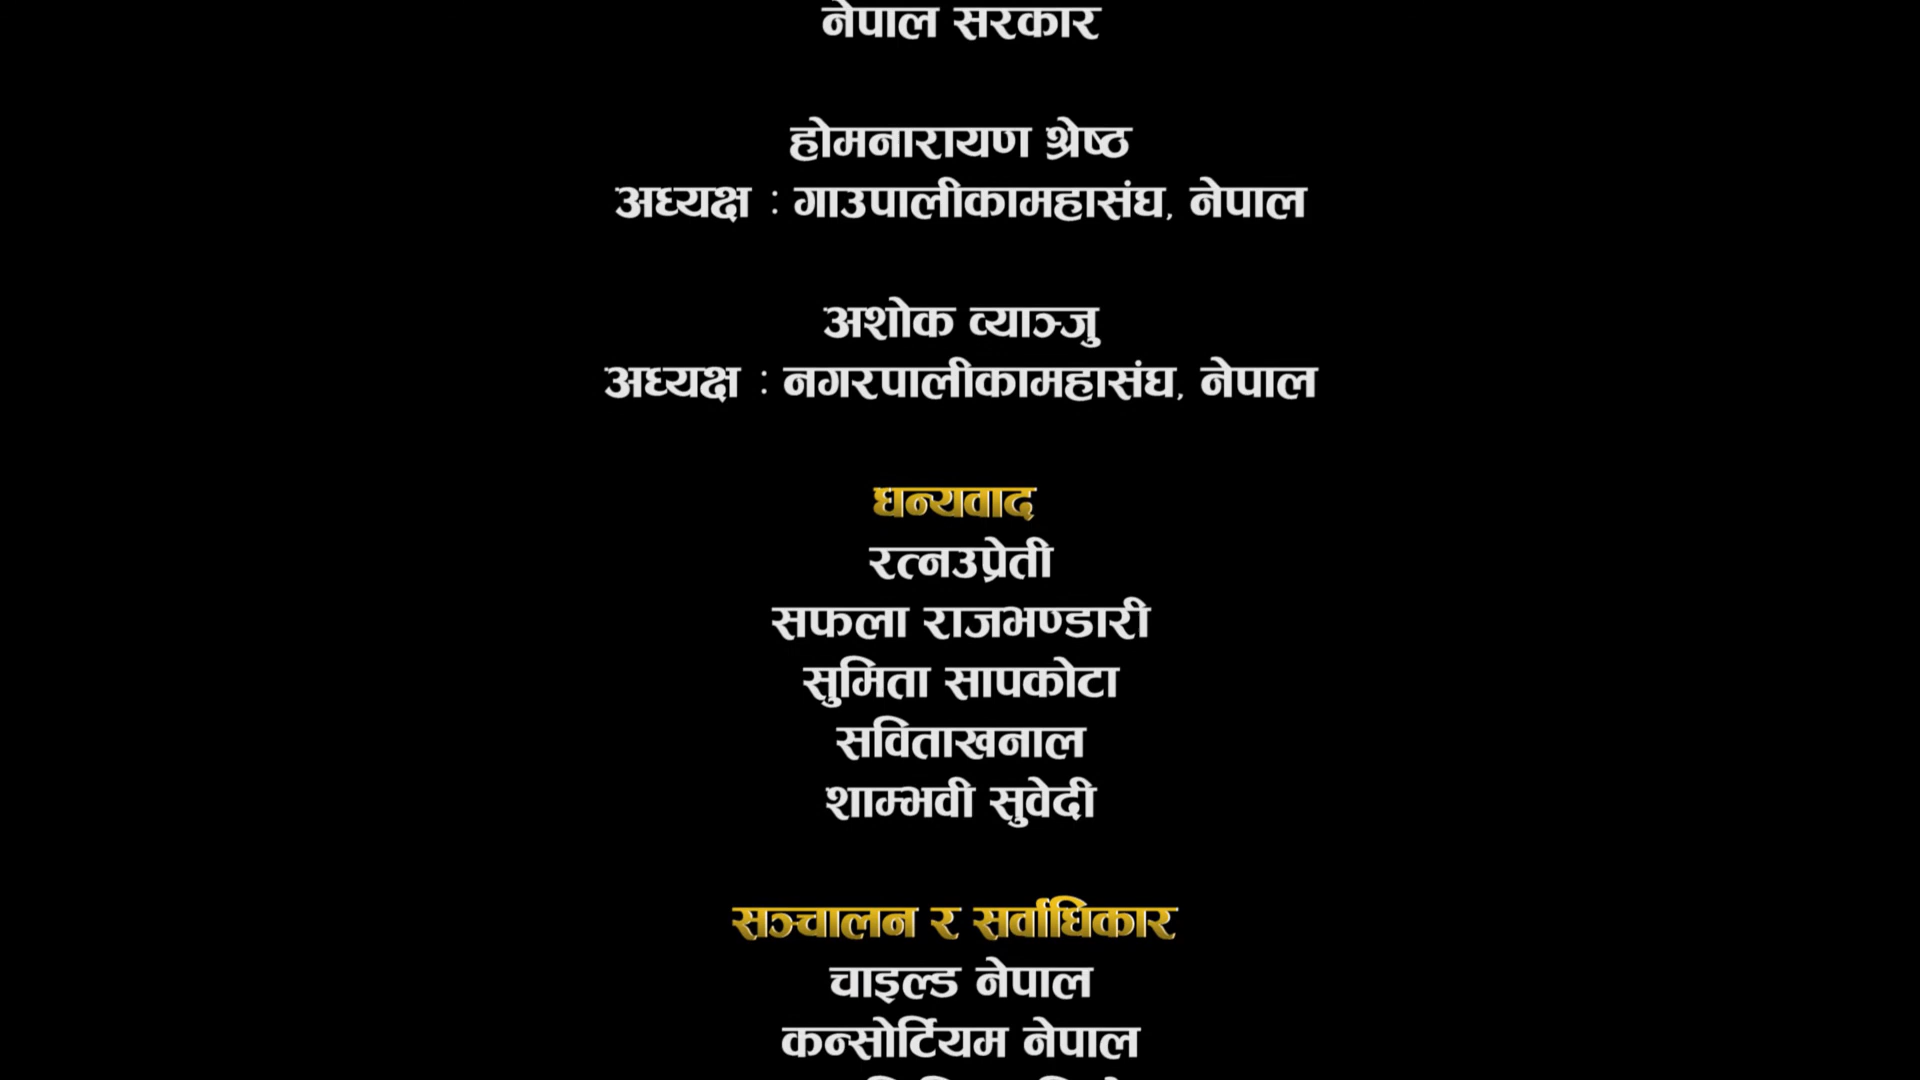 नेपाल सरकार
होमनारायण श्रेष्ठ
अध्यक्ष : गाउपालीकामहासंघ, नेपाल
अशोक व्याञ्जु
अध्यक्ष : नगरपालीकामहासंघ, नेपाल
धन्यवाद
रत्नउप्रेती
सफला राजभण्डारी
सुमिता सापकोटा
सविताखनाल
शाम्भवी सुवेदी
सञ्चालन र सर्वाधिकार
चाइल्ड नेपाल
कन्सोर्टियम नेपाल